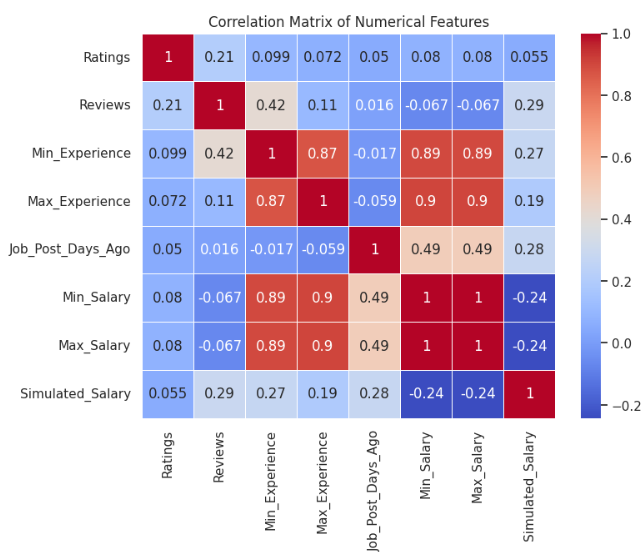 Correlation Matrix of Numerical Features
Ratings 1 0.21 0.099 0.072 0.05 0.08 0.08 0.055
Reviews 0.21 1 0.42 0.11 0.016 -0.067 -0.067 0.29
Min_Experience 0.099 0.42 1 0.87 -0.017 0.89 0.89 0.27
Max_Experience 0.072 0.11 0.87 1 -0.059 0.9 0.9 0.19
Job_Post_Days_Ago 0.05 0.016 -0.017 -0.059 1 0.49 0.49 0.28
Min_Salary 0.08 -0.067 0.89 0.9 0.49 1 1 -0.24
Max_Salary 0.08 -0.067 0.89 0.9 0.49 1 1 -0.24
Simulated_Salary 0.055 0.29 0.27 0.19 0.28 -0.24 -0.24 1
Ratings
Reviews
Min_Experience
Max_Experience
Job_Post_Days_Ago
Min_Salary
Max_Salary
Simulated_Salary
1.0
0.8
0.6
0.4
0.2
0.0
−0.2